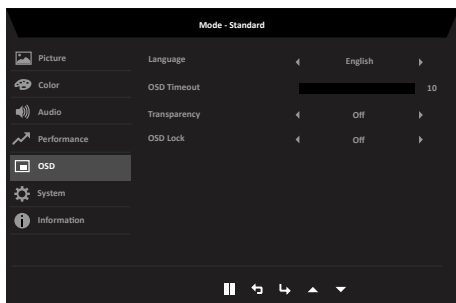 Mode - Standard
Picture
Language English
Color
OSD Timeout 10
Audio
Transparency Off
Performance
OSD Lock Off
OSD
System
Information